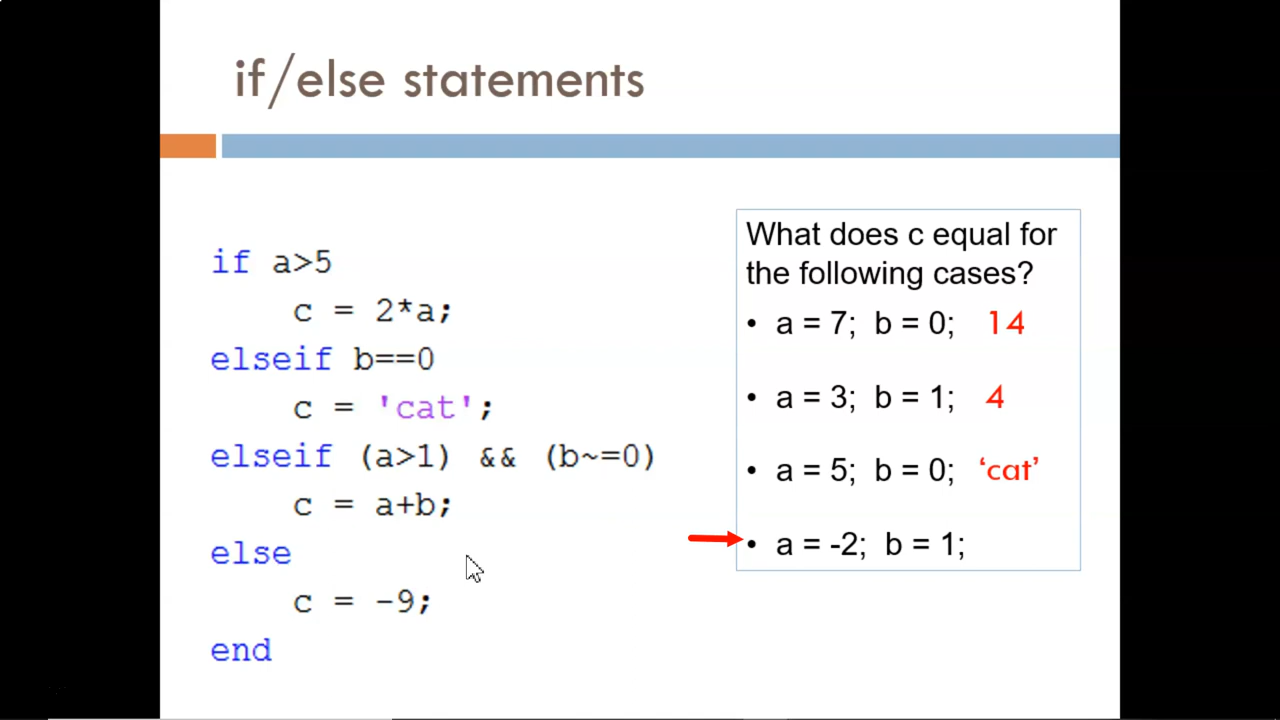 if/else statements
if a>5
c = 2*a;
elseif b==0
c = 'cat';
elseif (a>1) && (b~=0)
c = a+b;
else
c = -9;
end
What does c equal for
the following cases?
• a = 7; b = 0; 14
• a = 3; b = 1; 4
• a = 5; b = 0; ‘cat’
• a = -2; b = 1;